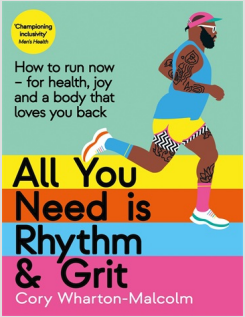 'Championing
inclusivity'
Men's Health
How to run now
– for health, joy
and a body that
loves you back
All You
Need is
Rhythm
& Grit
Cory Wharton-Malcolm